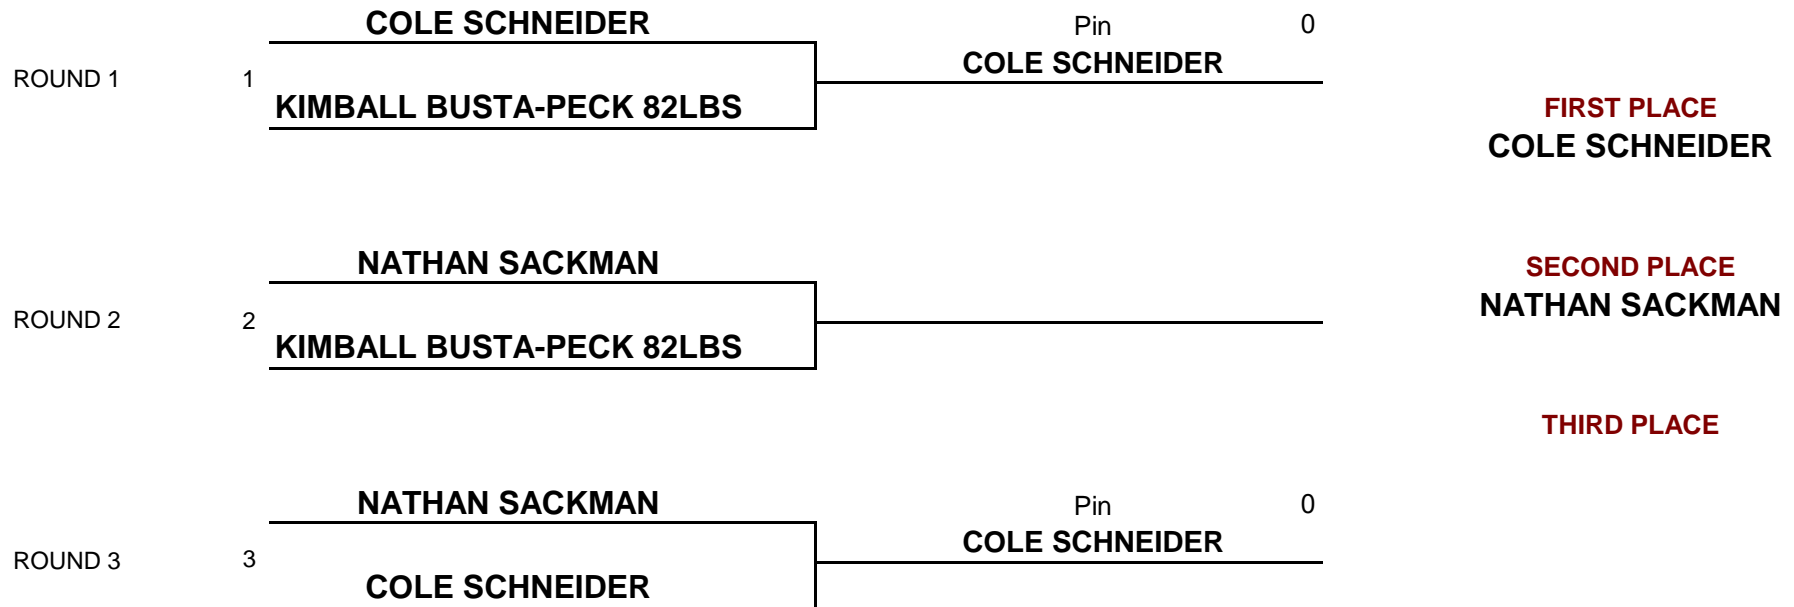 COLE SCHNEIDER
Pin 0
COLE SCHNEIDER
ROUND 1 1
KIMBALL BUSTA-PECK 82LBS
FIRST PLACE
COLE SCHNEIDER
NATHAN SACKMAN
SECOND PLACE
NATHAN SACKMAN
ROUND 2 2
KIMBALL BUSTA-PECK 82LBS
THIRD PLACE
NATHAN SACKMAN
Pin 0
COLE SCHNEIDER
ROUND 3 3
COLE SCHNEIDER